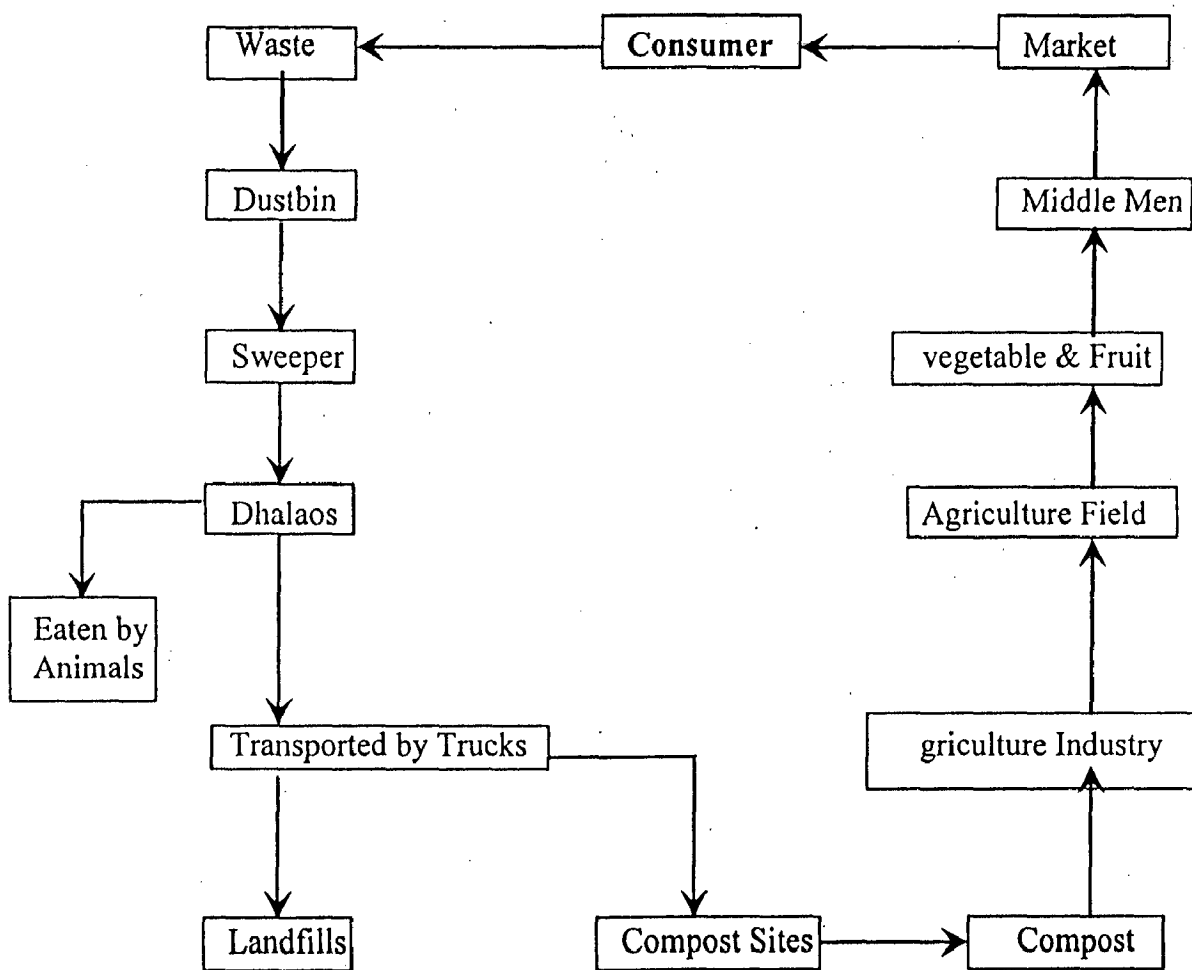 Waste
Consumer
Market
Dustbin
Middle Men
Sweeper
vegetable & Fruit
Dhalaos
Agriculture Field
Eaten by
Animals
Transported by Trucks
griculture Industry
Landfills
Compost Sites
Compost